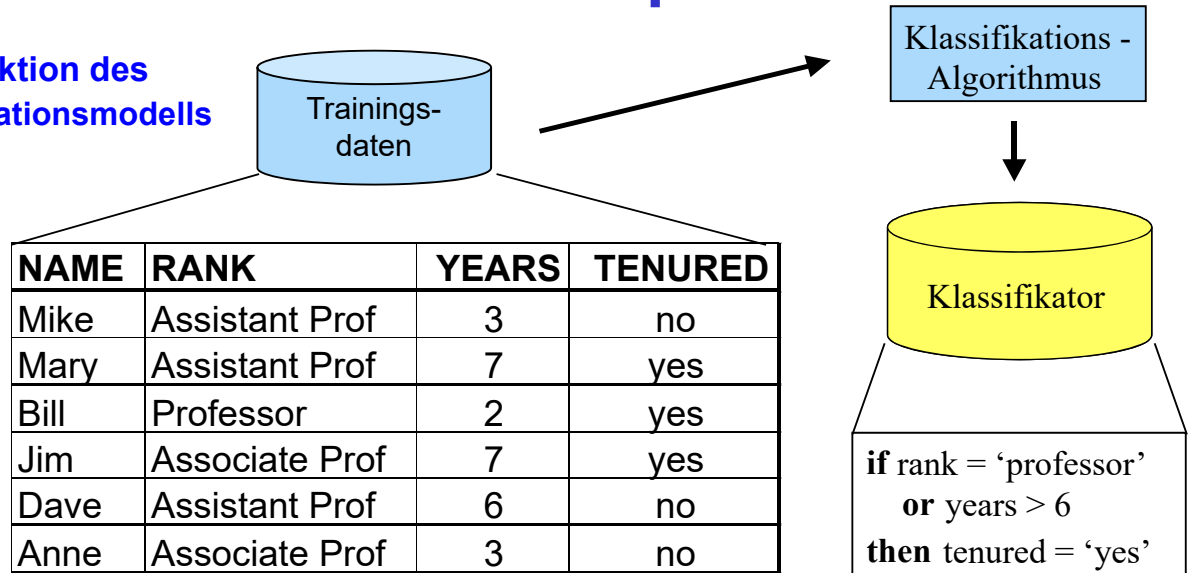 ktion des
ationsmodells
Trainings-
daten
Klassifikations -
Algorithmus
Klassifikator
NAME RANK YEARS TENURED
Mike Assistant Prof 3 no
Mary Assistant Prof 7 yes
Bill Professor 2 yes
Jim Associate Prof 7 yes
Dave Assistant Prof 6 no
Anne Associate Prof 3 no
if rank = ‘professor’
or years > 6
then tenured = ‘yes’